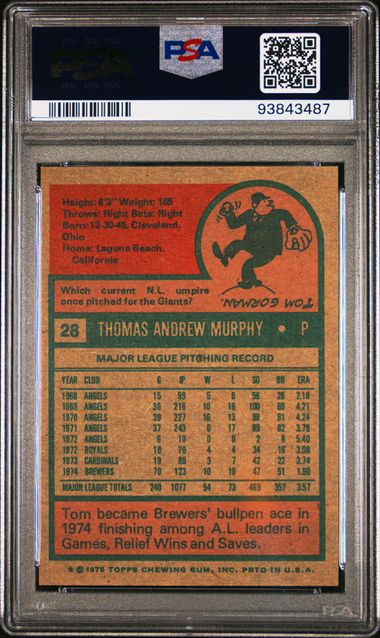 PSA
PSA
93843487
Height: 6'3" Weight: 185
Throws: Right Bats: Right
Born: 12-30-45, Cleveland,
Ohio
Home: Laguna Beach,
California
TOM GORMAN.
Which current N.L. umpire
once pitched for the Giants?
28 THOMAS ANDREW MURPHY • P
MAJOR LEAGUE PITCHING RECORD
YEAR CLUB G IP W L SO BB ERA
1968 ANGELS 15 99 5 6 56 28 2.18
1969 ANGELS 36 216 10 16 100 69 4.21
1970 ANGELS 39 227 16 13 99 81 4.24
1971 ANGELS 37 243 6 17 89 82 3.78
1972 ANGELS 6 10 0 0 2 2 5.40
1972 ROYALS 18 70 4 4 34 16 3.08
1973 CARDINALS 19 89 3 7 42 22 3.74
1974 BREWERS 70 123 10 10 47 51 1.90
MAJOR LEAGUE TOTALS 240 1077 54 73 469 357 3.57
Tom became Brewers' bullpen ace in
1974 finishing among A.L. leaders in
Games, Relief Wins and Saves.
★ © 1975 TOPPS CHEWING GUM, INC. PRTD IN U.S.A.
PSA